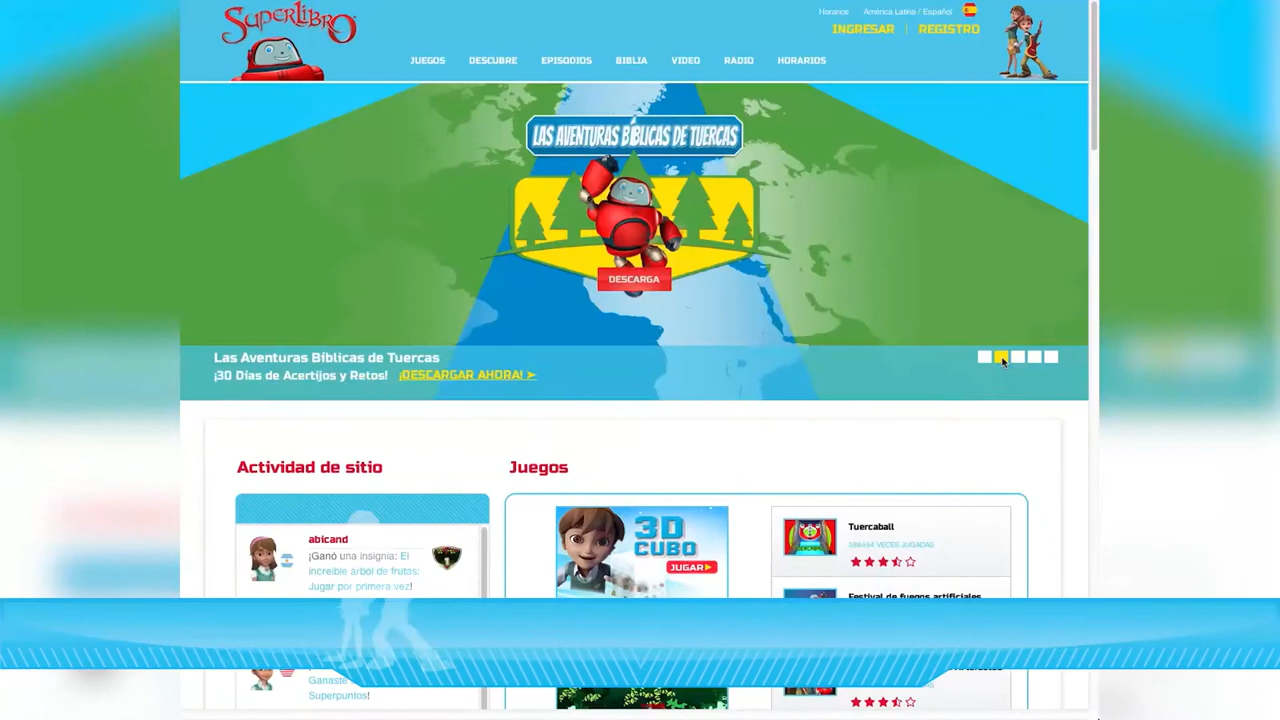 SUPERLIBRO
Horarios América Latina / Español
INGRESAR | REGISTRO
JUEGOS DESCUBRE EPISODIOS BIBLIA VIDEO RADIO HORARIOS
LAS AVENTURAS BÍBLICAS DE TUERCAS
DESCARGA
Las Aventuras Bíblicas de Tuercas
¡30 Días de Acertijos y Retos! ¡DESCARGAR AHORA! ➤
Actividad de sitio
Juegos
abicand
¡Ganó una insignia: El
increíble árbol de frutas:
Jugar por primera vez!
3D
CUBO
JUGAR
Tuercaball
386454 VECES JUGADAS
Festival de fuegos artificiales
Ganaste
Superpuntos!